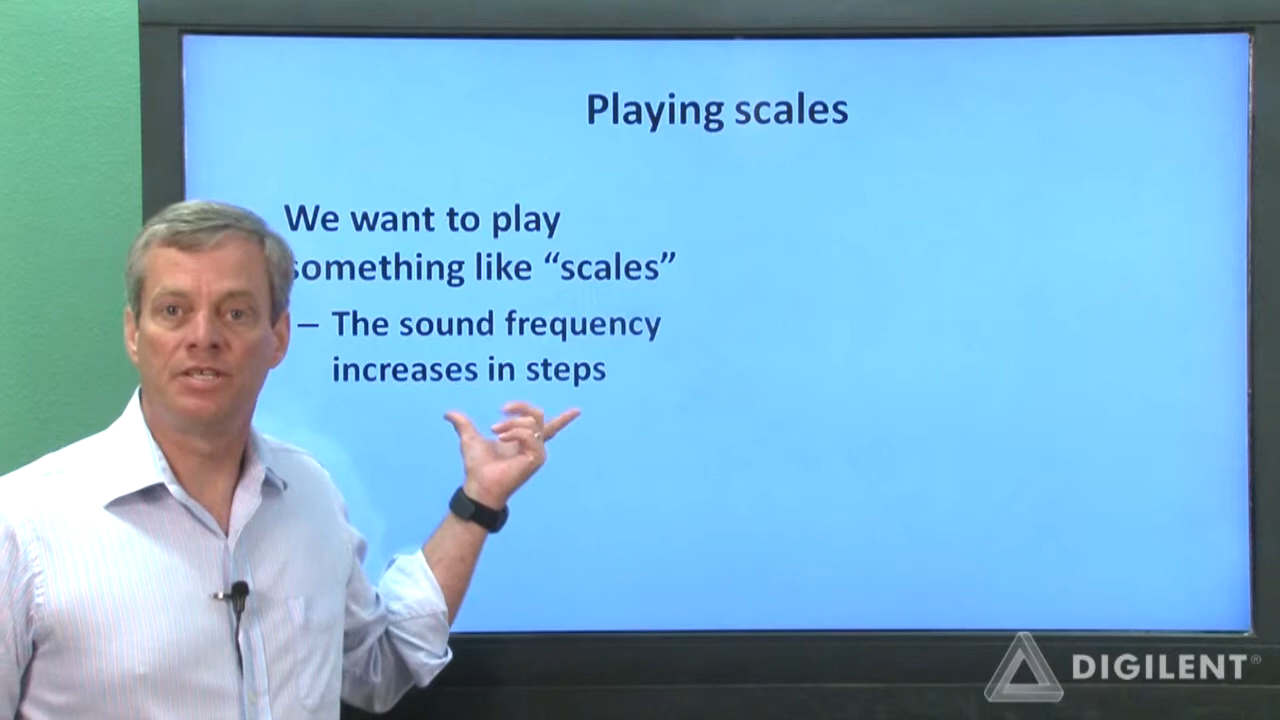 Playing scales
We want to play
something like “scales”
– The sound frequency
increases in steps
DIGILENT®